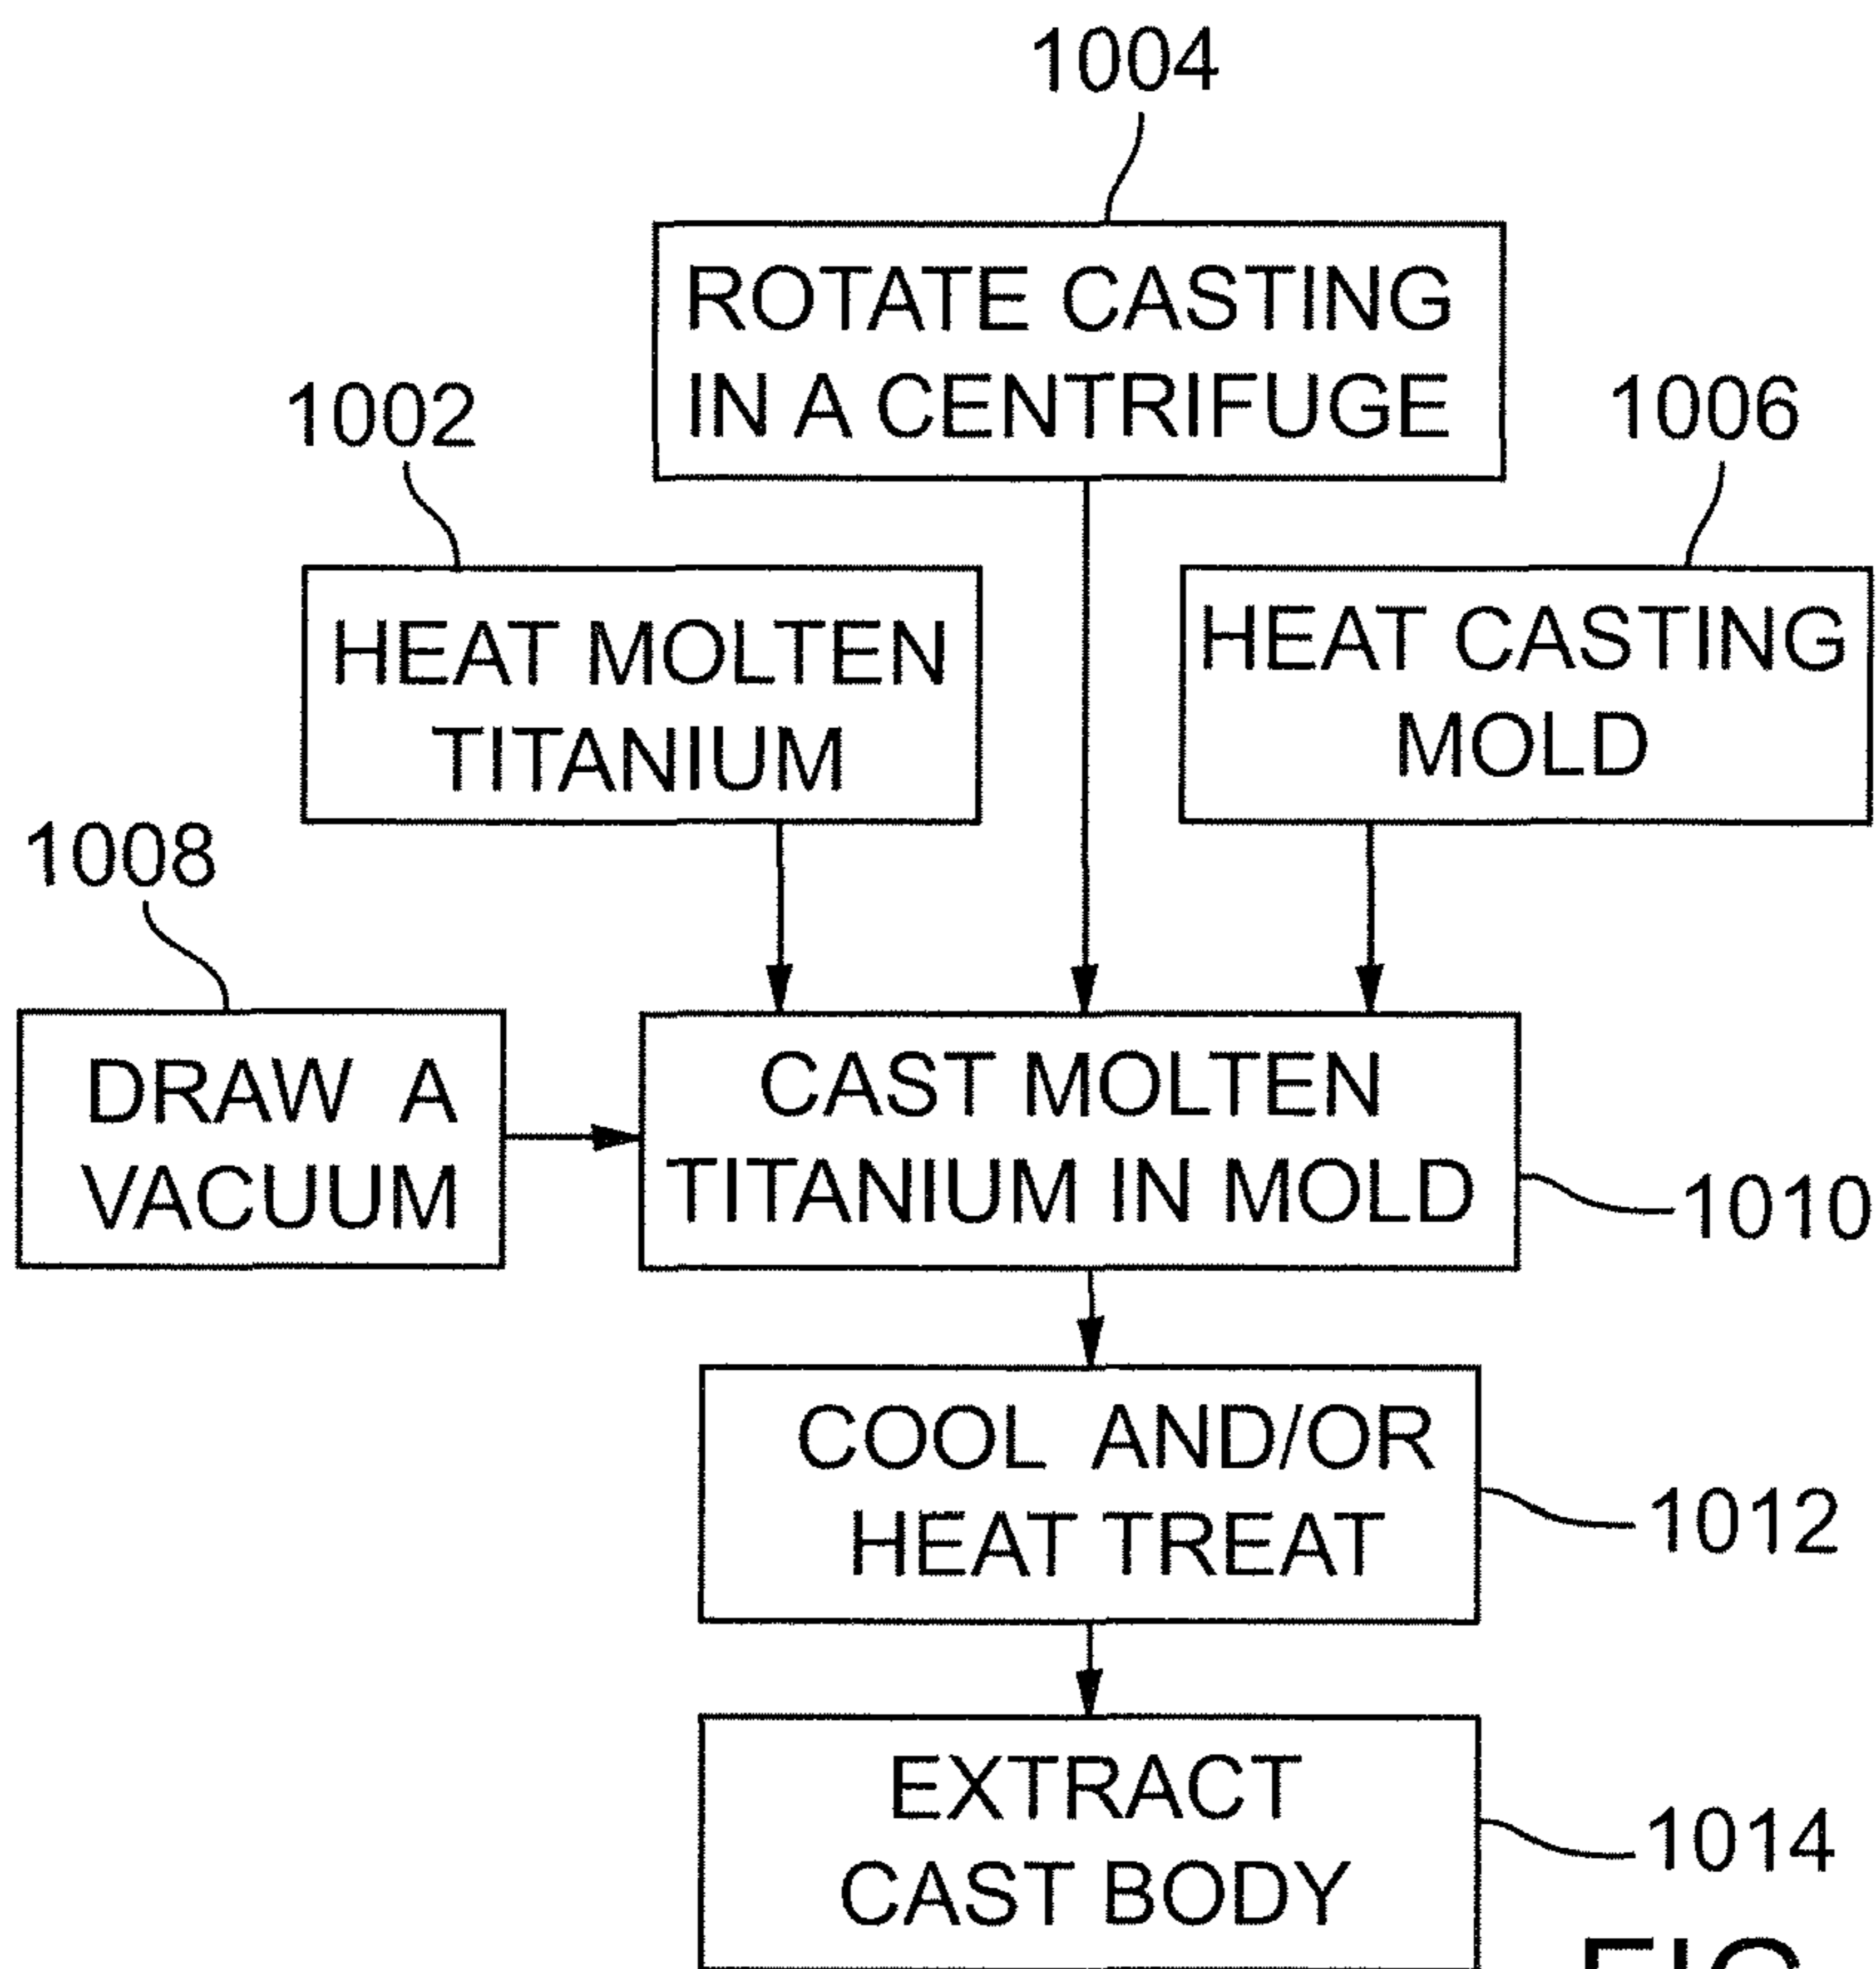 1004
ROTATE CASTING
IN A CENTRIFUGE
1002
1006
HEAT MOLTEN
TITANIUM
HEAT CASTING
MOLD
1008
DRAW A
VACUUM
CAST MOLTEN
TITANIUM IN MOLD
1010
COOL AND/OR
HEAT TREAT
1012
EXTRACT
CAST BODY
1014